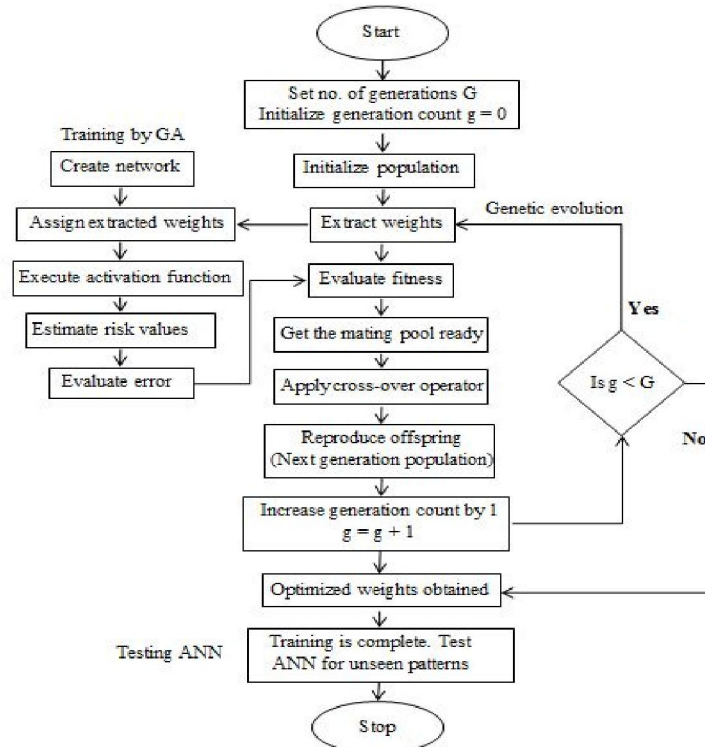 Start
Set no. of generations G
Initialize generation count g = 0
Training by GA
Create network
Initialize population
Assign extracted weights
Extract weights
Genetic evolution
Execute activation function
Evaluate fitness
Yes
Estimate risk values
Get the mating pool ready
Is g < G
Evaluate error
Apply cross-over operator
No
Reproduce offspring
(Next generation population)
Increase generation count by 1
g = g + 1
Optimized weights obtained
Testing ANN
Training is complete. Test
ANN for unseen patterns
Stop